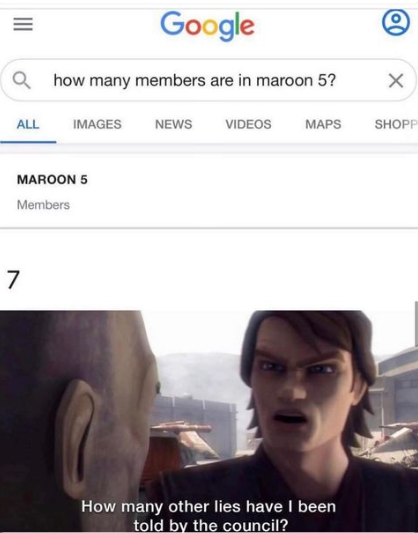 Google
how many members are in maroon 5?
ALL IMAGES NEWS VIDEOS MAPS SHOPP
MAROON 5
Members
7
How many other lies have I been
told by the council?